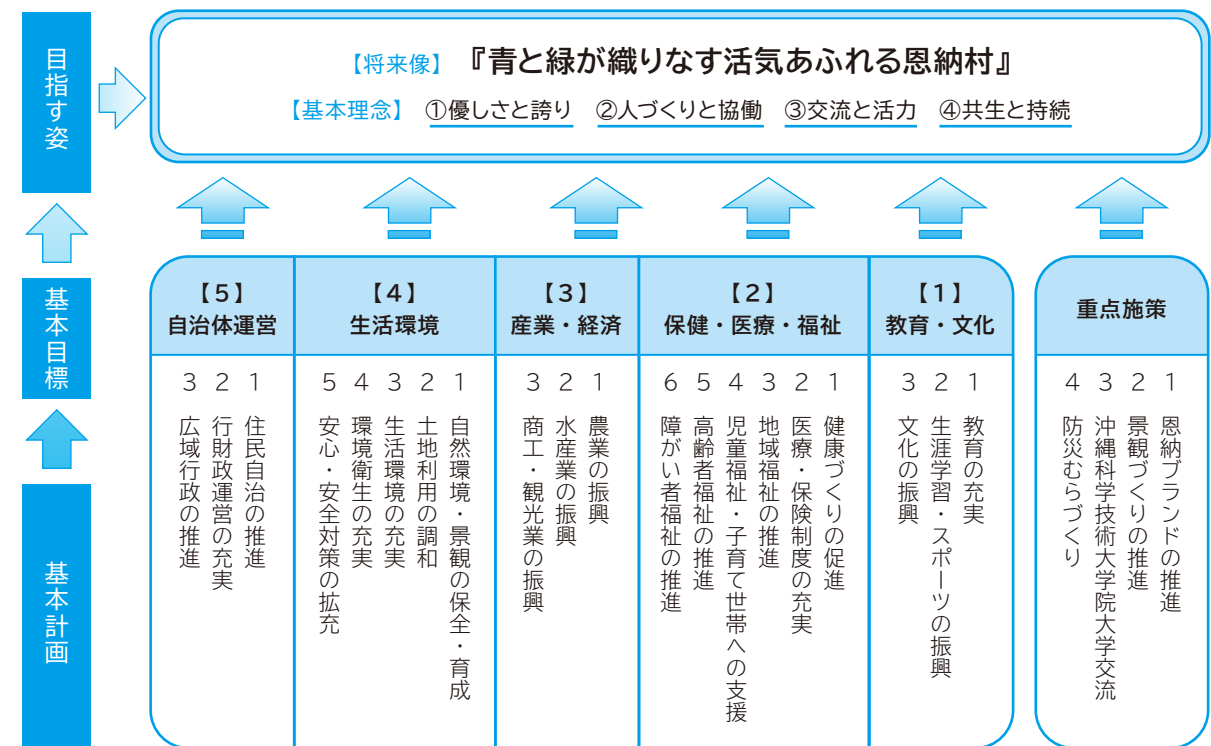 目指す姿
【将来像】『青と緑が織りなす活気あふれる恩納村』
【基本理念】 ①優しさと誇り ②人づくりと協働 ③交流と活力 ④共生と持続
基本目標
基本計画
重点施策
1 恩納ブランドの推進
2 景観づくりの推進
3 沖縄科学技術大学院大学交流
4 防災むらづくり
【1】
教育・文化
1 教育の充実
2 生涯学習・スポーツの振興
3 文化の振興
【2】
保健・医療・福祉
1 健康づくりの促進
2 医療・保険制度の充実
3 地域福祉の推進
4 児童福祉・子育て世帯への支援
5 高齢者福祉の推進
6 障がい者福祉の推進
【3】
産業・経済
1 農業の振興
2 水産業の振興
3 商工・観光業の振興
【4】
生活環境
1 自然環境・景観の保全・育成
2 土地利用の調和
3 生活環境の充実
4 環境衛生の充実
5 安心・安全対策の拡充
【5】
自治体運営
1 住民自治の推進
2 行財政運営の充実
3 広域行政の推進